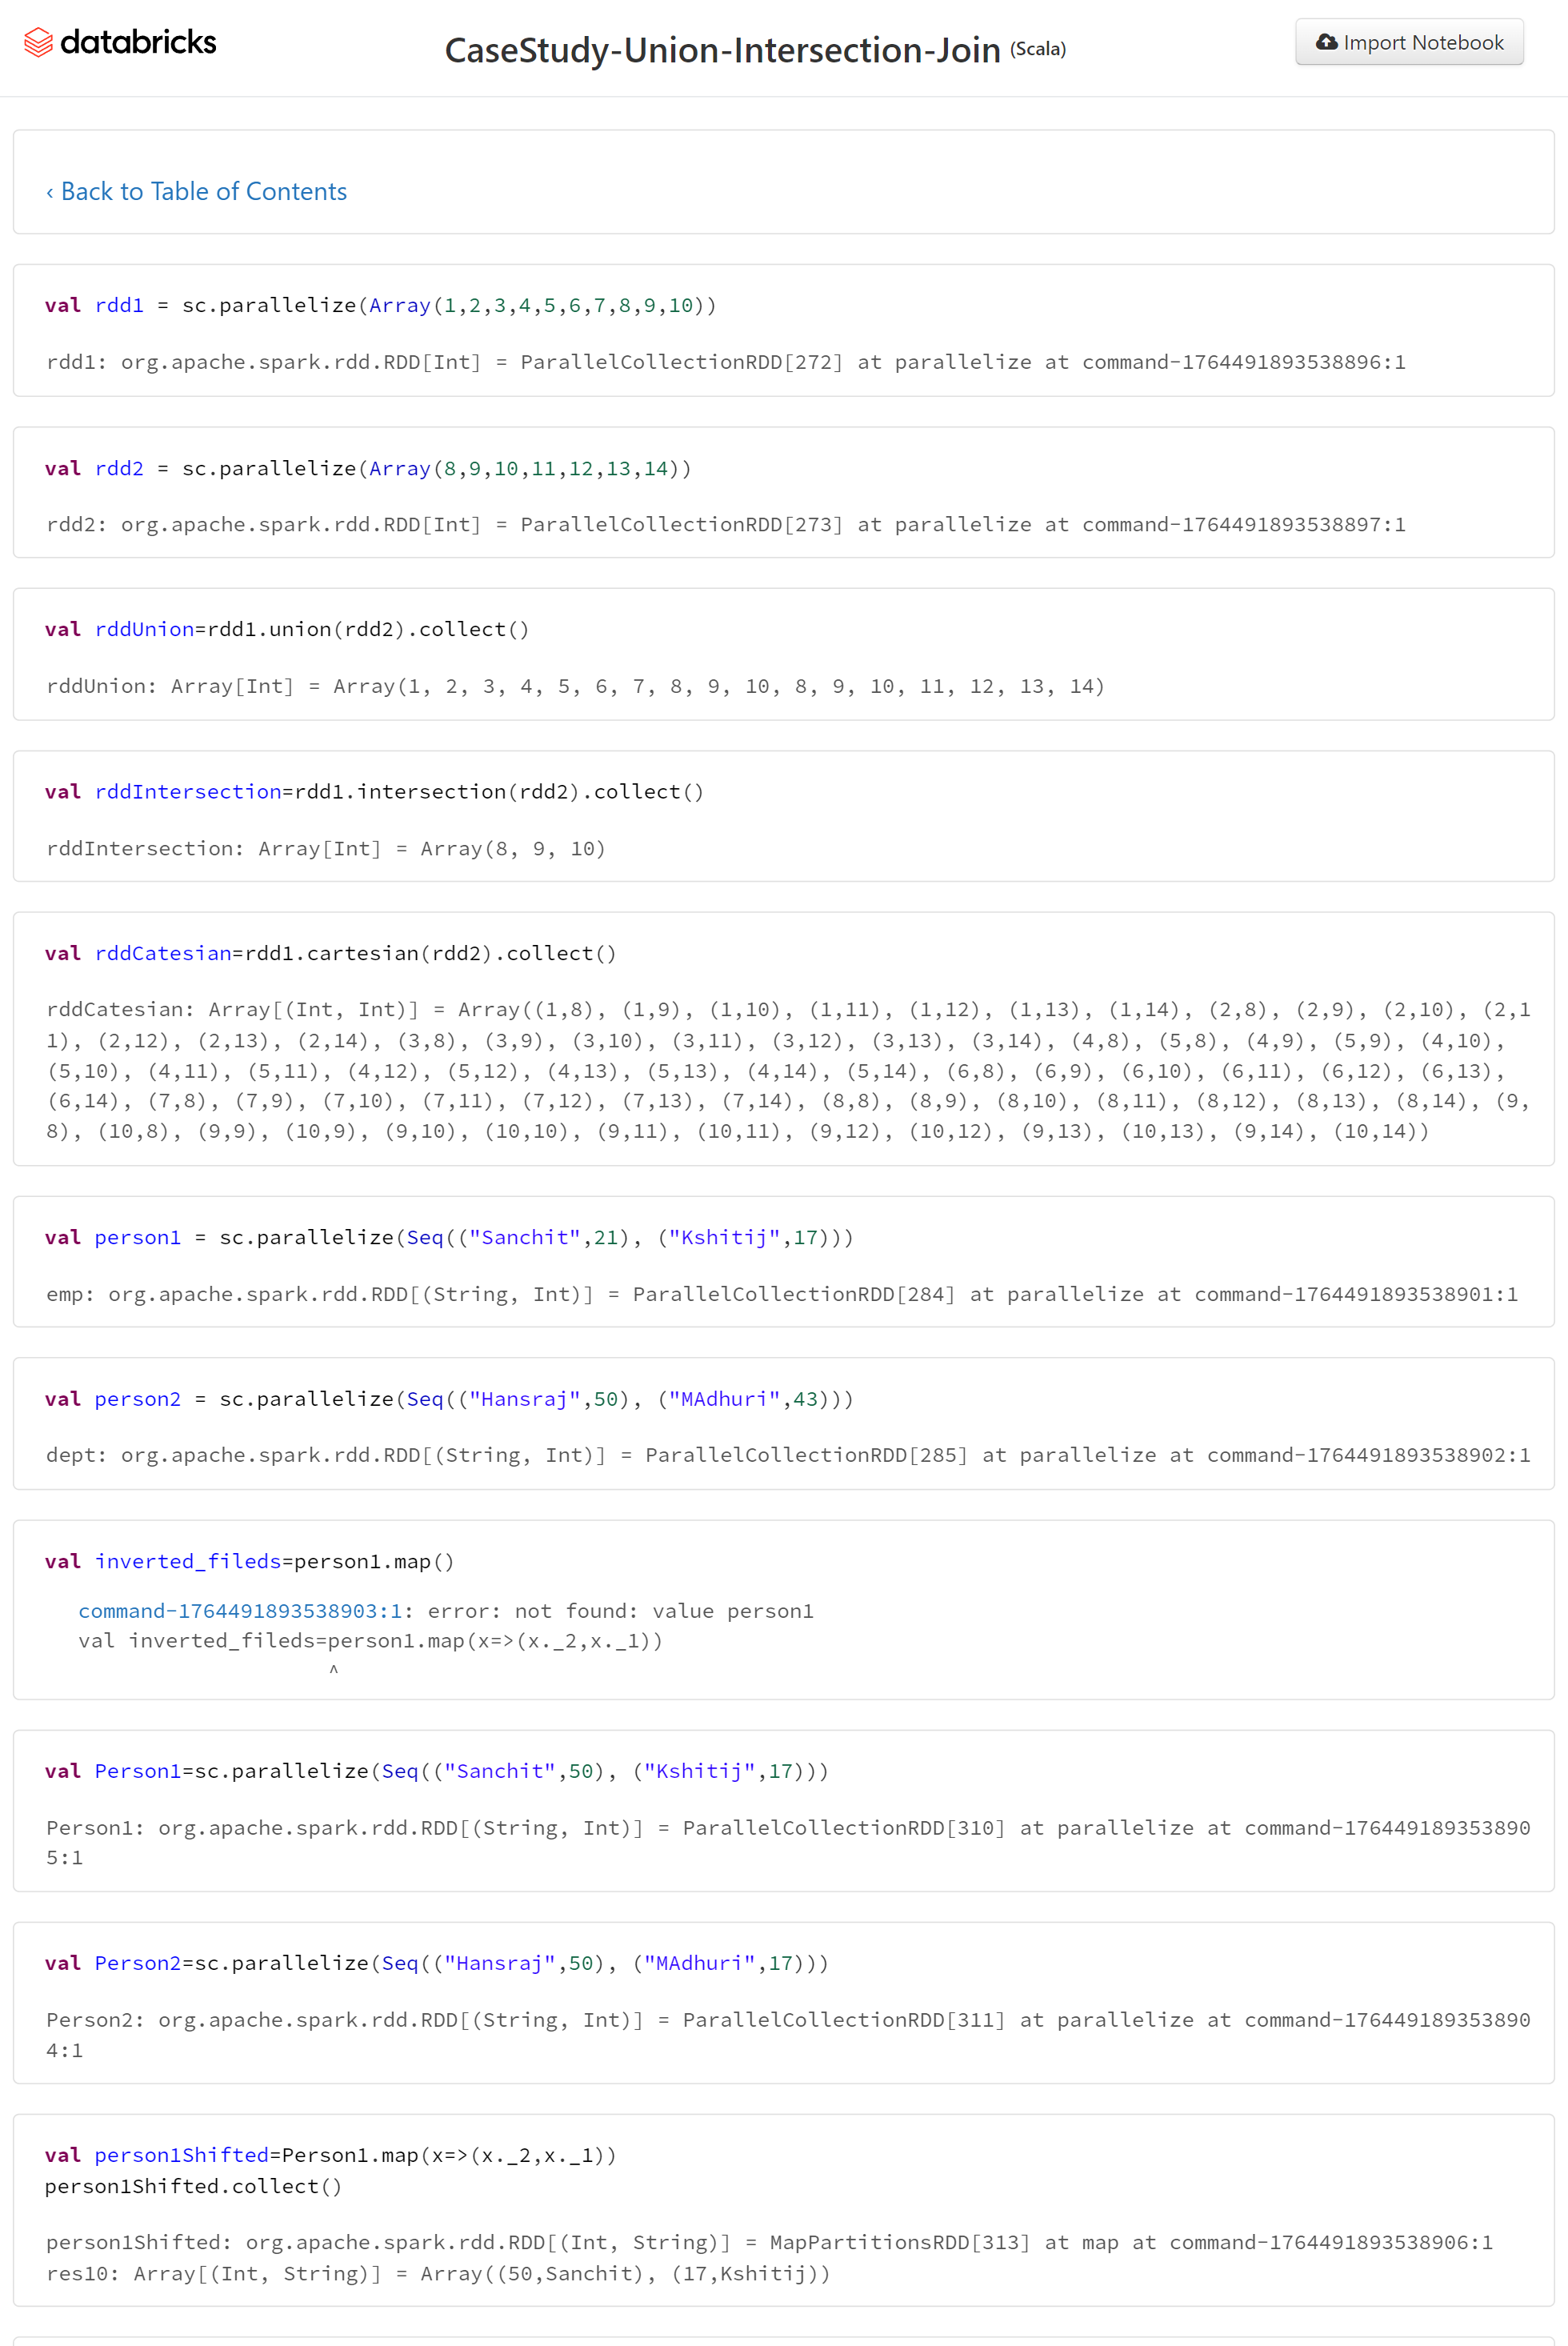 databricks
CaseStudy-Union-Intersection-Join (Scala)
Import Notebook
‹ Back to Table of Contents
val rdd1 = sc.parallelize(Array(1,2,3,4,5,6,7,8,9,10))
rdd1: org.apache.spark.rdd.RDD[Int] = ParallelCollectionRDD[272] at parallelize at command-1764491893538896:1
val rdd2 = sc.parallelize(Array(8,9,10,11,12,13,14))
rdd2: org.apache.spark.rdd.RDD[Int] = ParallelCollectionRDD[273] at parallelize at command-1764491893538897:1
val rddUnion=rdd1.union(rdd2).collect()
rddUnion: Array[Int] = Array(1, 2, 3, 4, 5, 6, 7, 8, 9, 10, 8, 9, 10, 11, 12, 13, 14)
val rddIntersection=rdd1.intersection(rdd2).collect()
rddIntersection: Array[Int] = Array(8, 9, 10)
val rddCatesian=rdd1.cartesian(rdd2).collect()
rddCatesian: Array[(Int, Int)] = Array((1,8), (1,9), (1,10), (1,11), (1,12), (1,13), (1,14), (2,8), (2,9), (2,10), (2,1
1), (2,12), (2,13), (2,14), (3,8), (3,9), (3,10), (3,11), (3,12), (3,13), (3,14), (4,8), (5,8), (4,9), (5,9), (4,10),
(5,10), (4,11), (5,11), (4,12), (5,12), (4,13), (5,13), (4,14), (5,14), (6,8), (6,9), (6,10), (6,11), (6,12), (6,13),
(6,14), (7,8), (7,9), (7,10), (7,11), (7,12), (7,13), (7,14), (8,8), (8,9), (8,10), (8,11), (8,12), (8,13), (8,14), (9,
8), (10,8), (9,9), (10,9), (9,10), (10,10), (9,11), (10,11), (9,12), (10,12), (9,13), (10,13), (9,14), (10,14))
val person1 = sc.parallelize(Seq(("Sanchit",21), ("Kshitij",17)))
emp: org.apache.spark.rdd.RDD[(String, Int)] = ParallelCollectionRDD[284] at parallelize at command-1764491893538901:1
val person2 = sc.parallelize(Seq(("Hansraj",50), ("MAdhuri",43)))
dept: org.apache.spark.rdd.RDD[(String, Int)] = ParallelCollectionRDD[285] at parallelize at command-1764491893538902:1
val inverted_fileds=person1.map()
command-1764491893538903:1: error: not found: value person1
val inverted_fileds=person1.map(x=>(x._2,x._1))
^
val Person1=sc.parallelize(Seq(("Sanchit",50), ("Kshitij",17)))
Person1: org.apache.spark.rdd.RDD[(String, Int)] = ParallelCollectionRDD[310] at parallelize at command-176449189353890
5:1
val Person2=sc.parallelize(Seq(("Hansraj",50), ("MAdhuri",17)))
Person2: org.apache.spark.rdd.RDD[(String, Int)] = ParallelCollectionRDD[311] at parallelize at command-176449189353890
4:1
val person1Shifted=Person1.map(x=>(x._2,x._1))
person1Shifted.collect()
person1Shifted: org.apache.spark.rdd.RDD[(Int, String)] = MapPartitionsRDD[313] at map at command-1764491893538906:1
res10: Array[(Int, String)] = Array((50,Sanchit), (17,Kshitij))